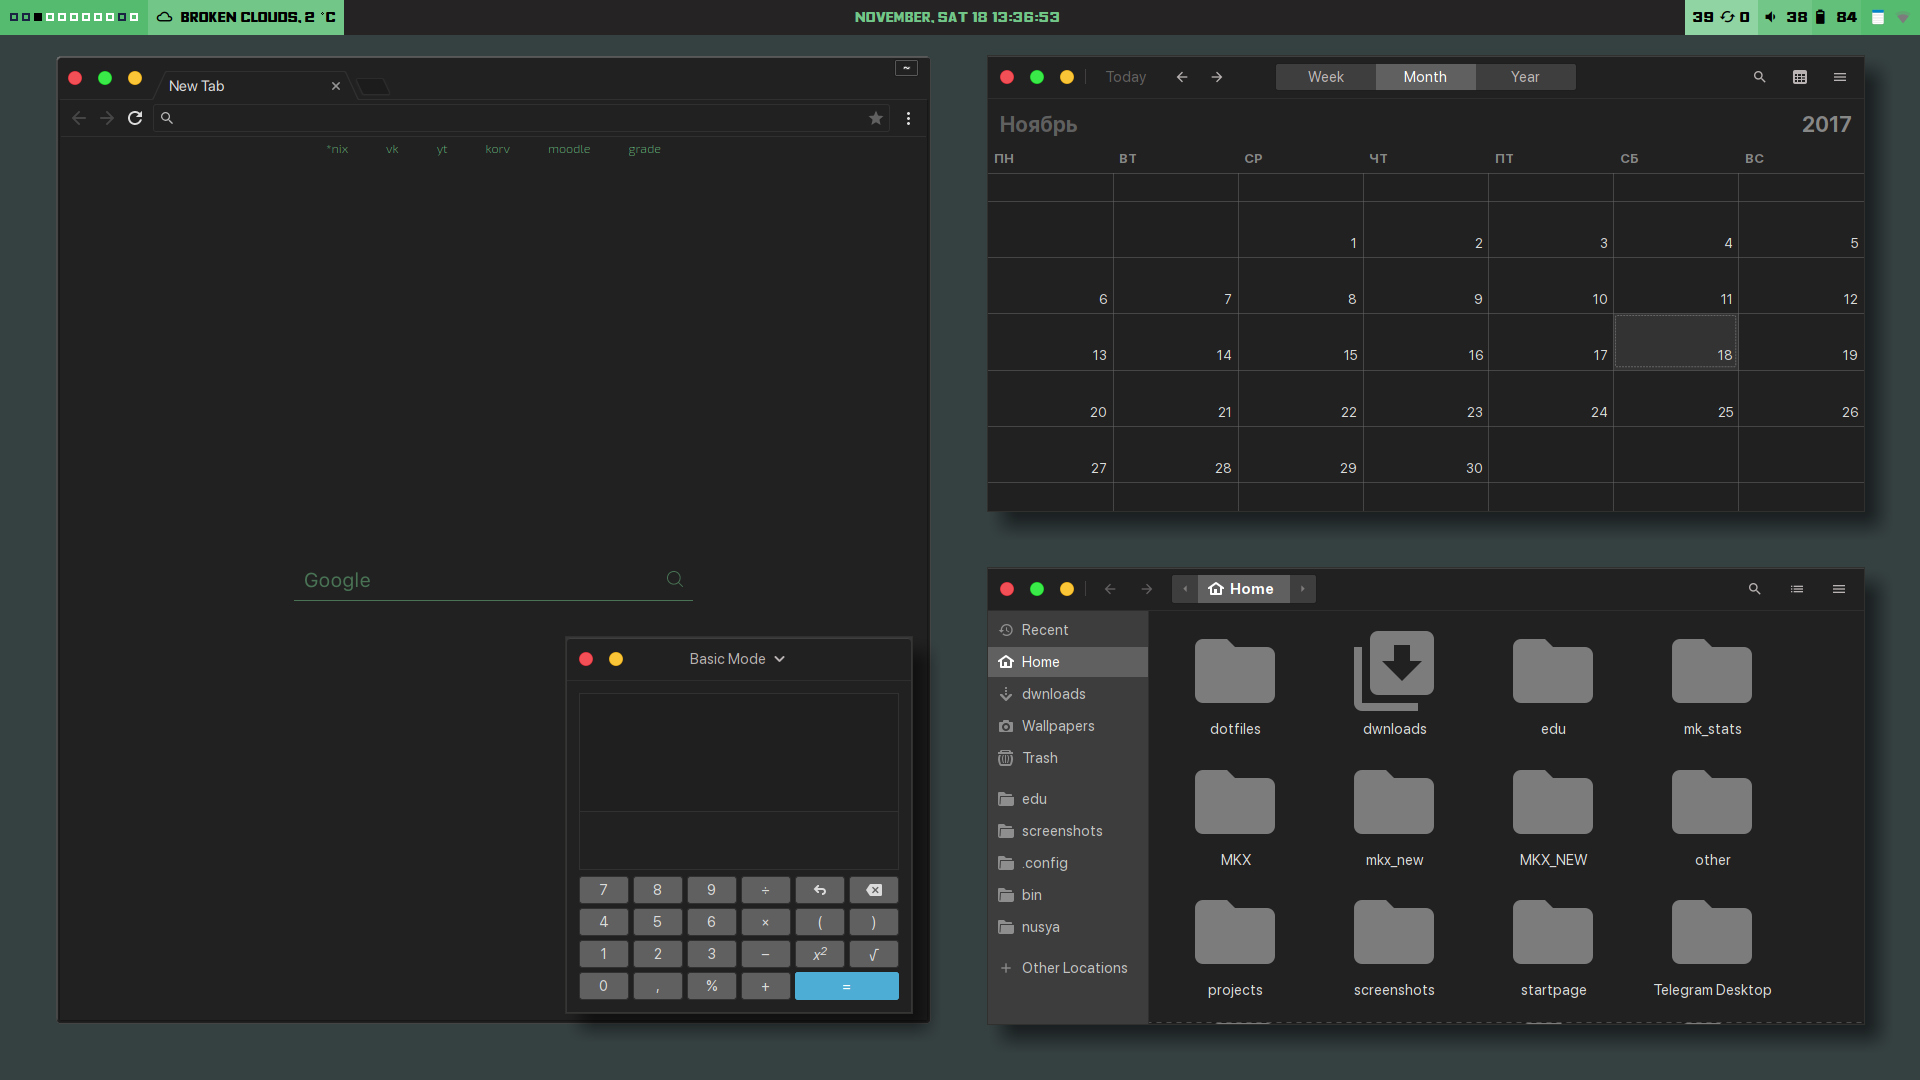 BROKEN CLOUDS, 2 °C
NOVEMBER, SAT 18 13:36:53
39 0 38 84
New Tab
~
*nix vk yt korv moodle grade
Google
Basic Mode
7 8 9 ÷
4 5 6 × ( )
1 2 3 − x² √
0 , % + =
Today Week Month Year
Ноябрь 2017
ПН ВТ СР ЧТ ПТ СБ ВС
1 2 3 4 5
6 7 8 9 10 11 12
13 14 15 16 17 18 19
20 21 22 23 24 25 26
27 28 29 30
Home
Recent
Home
dwnloads
Wallpapers
Trash
edu
screenshots
.config
bin
nusya
Other Locations
dotfiles dwnloads edu mk_stats
MKX mkx_new MKX_NEW other
projects screenshots startpage Telegram Desktop